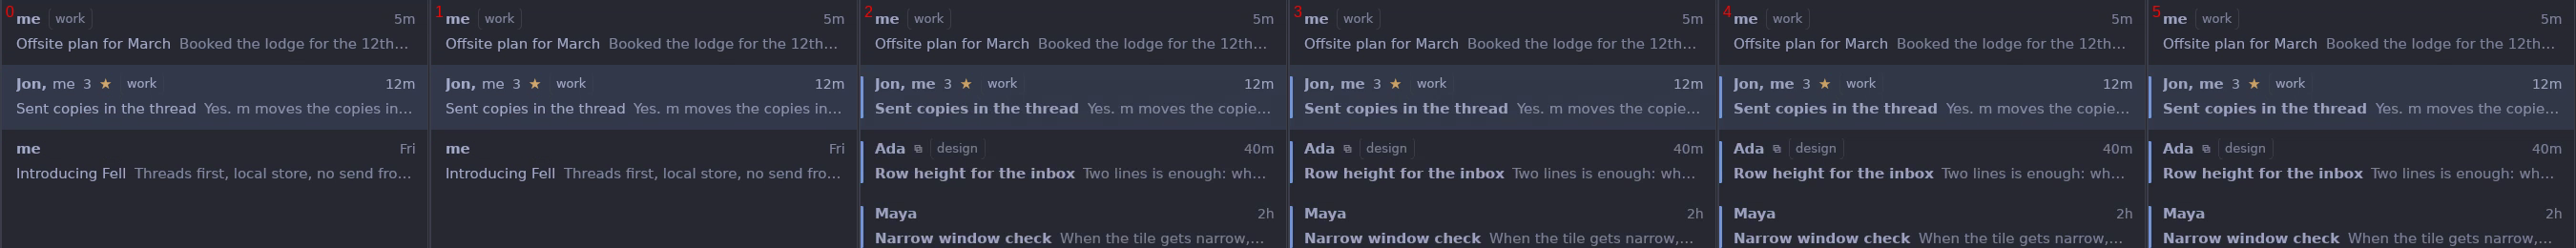 0 me work 5m
Offsite plan for March Booked the lodge for the 12th…
Jon, me 3 ★ work 12m
Sent copies in the thread Yes. m moves the copies in…
me Fri
Introducing Fell Threads first, local store, no send fro…
1 me work 5m
Offsite plan for March Booked the lodge for the 12th…
Jon, me 3 ★ work 12m
Sent copies in the thread Yes. m moves the copies in…
me Fri
Introducing Fell Threads first, local store, no send fro…
2 me work 5m
Offsite plan for March Booked the lodge for the 12th…
Jon, me 3 ★ work 12m
Sent copies in the thread Yes. m moves the copie…
Ada design 40m
Row height for the inbox Two lines is enough: wh…
Maya 2h
Narrow window check When the tile gets narrow,…
3 me work 5m
Offsite plan for March Booked the lodge for the 12th…
Jon, me 3 ★ work 12m
Sent copies in the thread Yes. m moves the copie…
Ada design 40m
Row height for the inbox Two lines is enough: wh…
Maya 2h
Narrow window check When the tile gets narrow,…
4 me work 5m
Offsite plan for March Booked the lodge for the 12th…
Jon, me 3 ★ work 12m
Sent copies in the thread Yes. m moves the copie…
Ada design 40m
Row height for the inbox Two lines is enough: wh…
Maya 2h
Narrow window check When the tile gets narrow,…
5 me work 5m
Offsite plan for March Booked the lodge for the 12th…
Jon, me 3 ★ work 12m
Sent copies in the thread Yes. m moves the copie…
Ada design 40m
Row height for the inbox Two lines is enough: wh…
Maya 2h
Narrow window check When the tile gets narrow,…